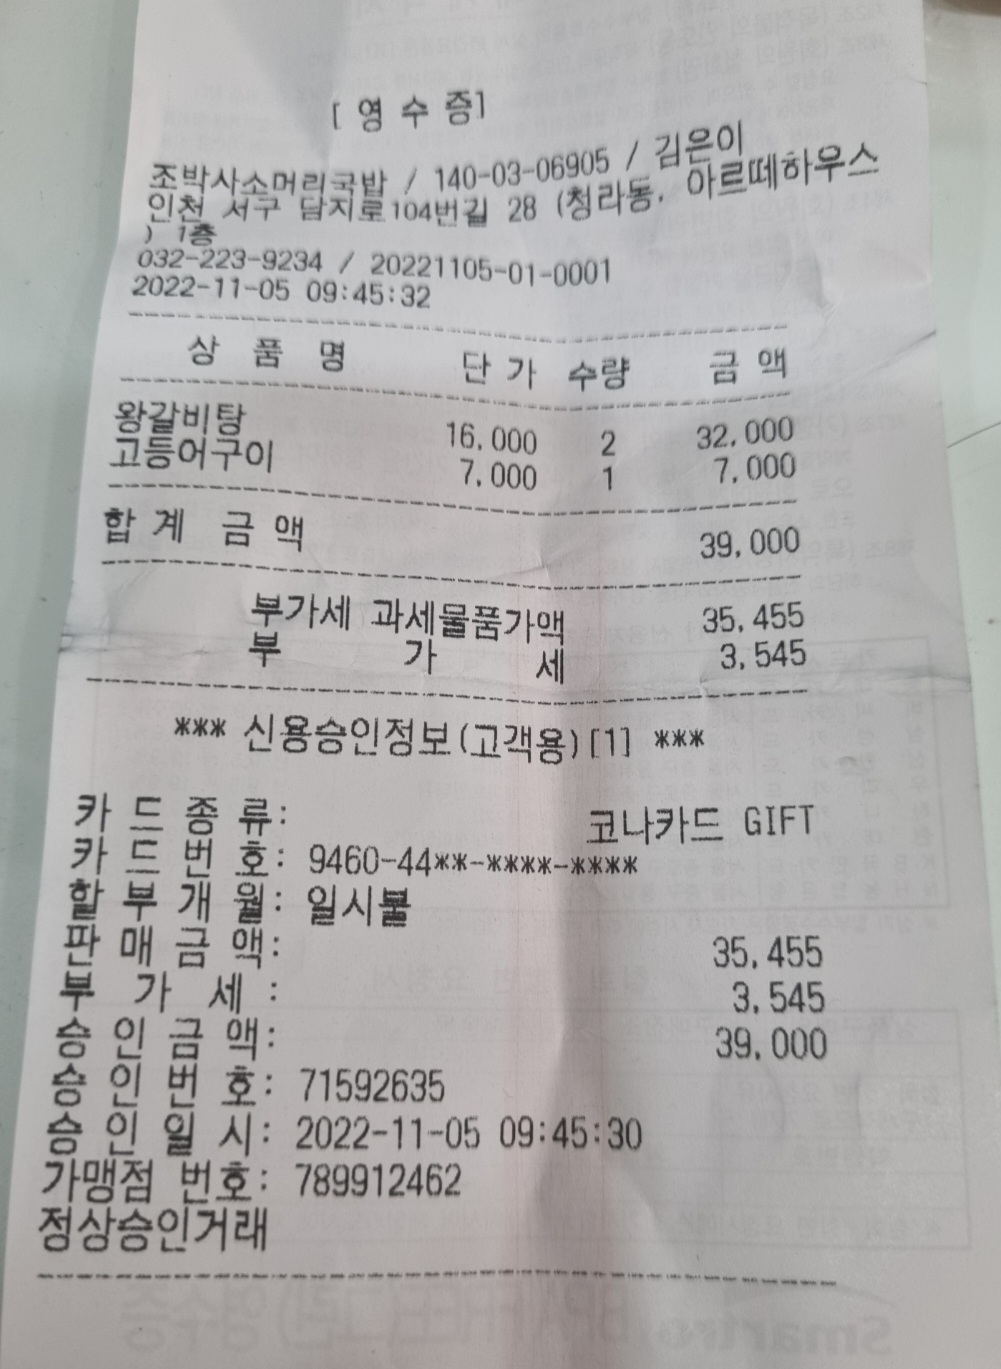 [ 영 수 증]
조박사소머리국밥 / 140-03-06905 / 김은이
인천 서구 담지로104번길 28 (청라동, 아르떼하우스
) 1층
032-223-9234 / 20221105-01-0001
2022-11-05 09:45:32
상 품 명 단 가 수량 금 액
왕갈비탕 16,000 2 32,000
고등어구이 7,000 1 7,000
합 계 금 액 39,000
부가세 과세물품가액 35,455
부 가 세 3,545
*** 신용승인정보(고객용)[1] ***
카 드 종 류: 코나카드 GIFT
카 드 번 호: 9460-44**-****-****
할 부 개 월: 일시불
판 매 금 액: 35,455
부 가 세 : 3,545
승 인 금 액: 39,000
승 인 번 호: 71592635
승 인 일 시: 2022-11-05 09:45:30
가맹점 번호: 789912462
정상승인거래